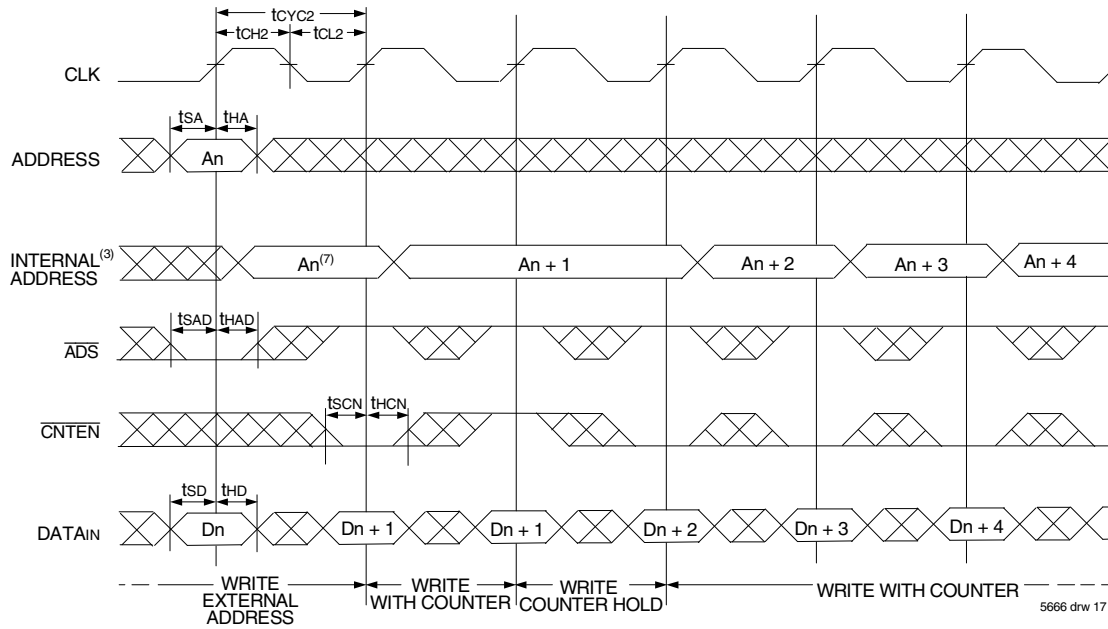 tCYC2
tCH2 tCL2
CLK
tSA tHA
ADDRESS An
INTERNAL(3) ADDRESS An(7) An + 1 An + 2 An + 3 An + 4
tSAD tHAD
ADS
tSCN tHCN
CNTEN
tSD tHD
DATAIN Dn Dn + 1 Dn + 1 Dn + 2 Dn + 3 Dn + 4
WRITE EXTERNAL ADDRESS
WRITE WITH COUNTER
WRITE COUNTER HOLD
WRITE WITH COUNTER
5666 drw 17